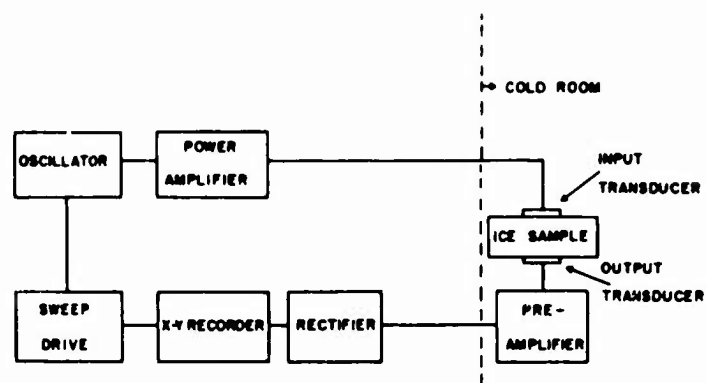 COLD ROOM
OSCILLATOR
POWER
AMPLIFIER
INPUT
TRANSDUCER
ICE SAMPLE
OUTPUT
TRANSDUCER
SWEEP
DRIVE
X-Y RECORDER
RECTIFIER
PRE-
AMPLIFIER